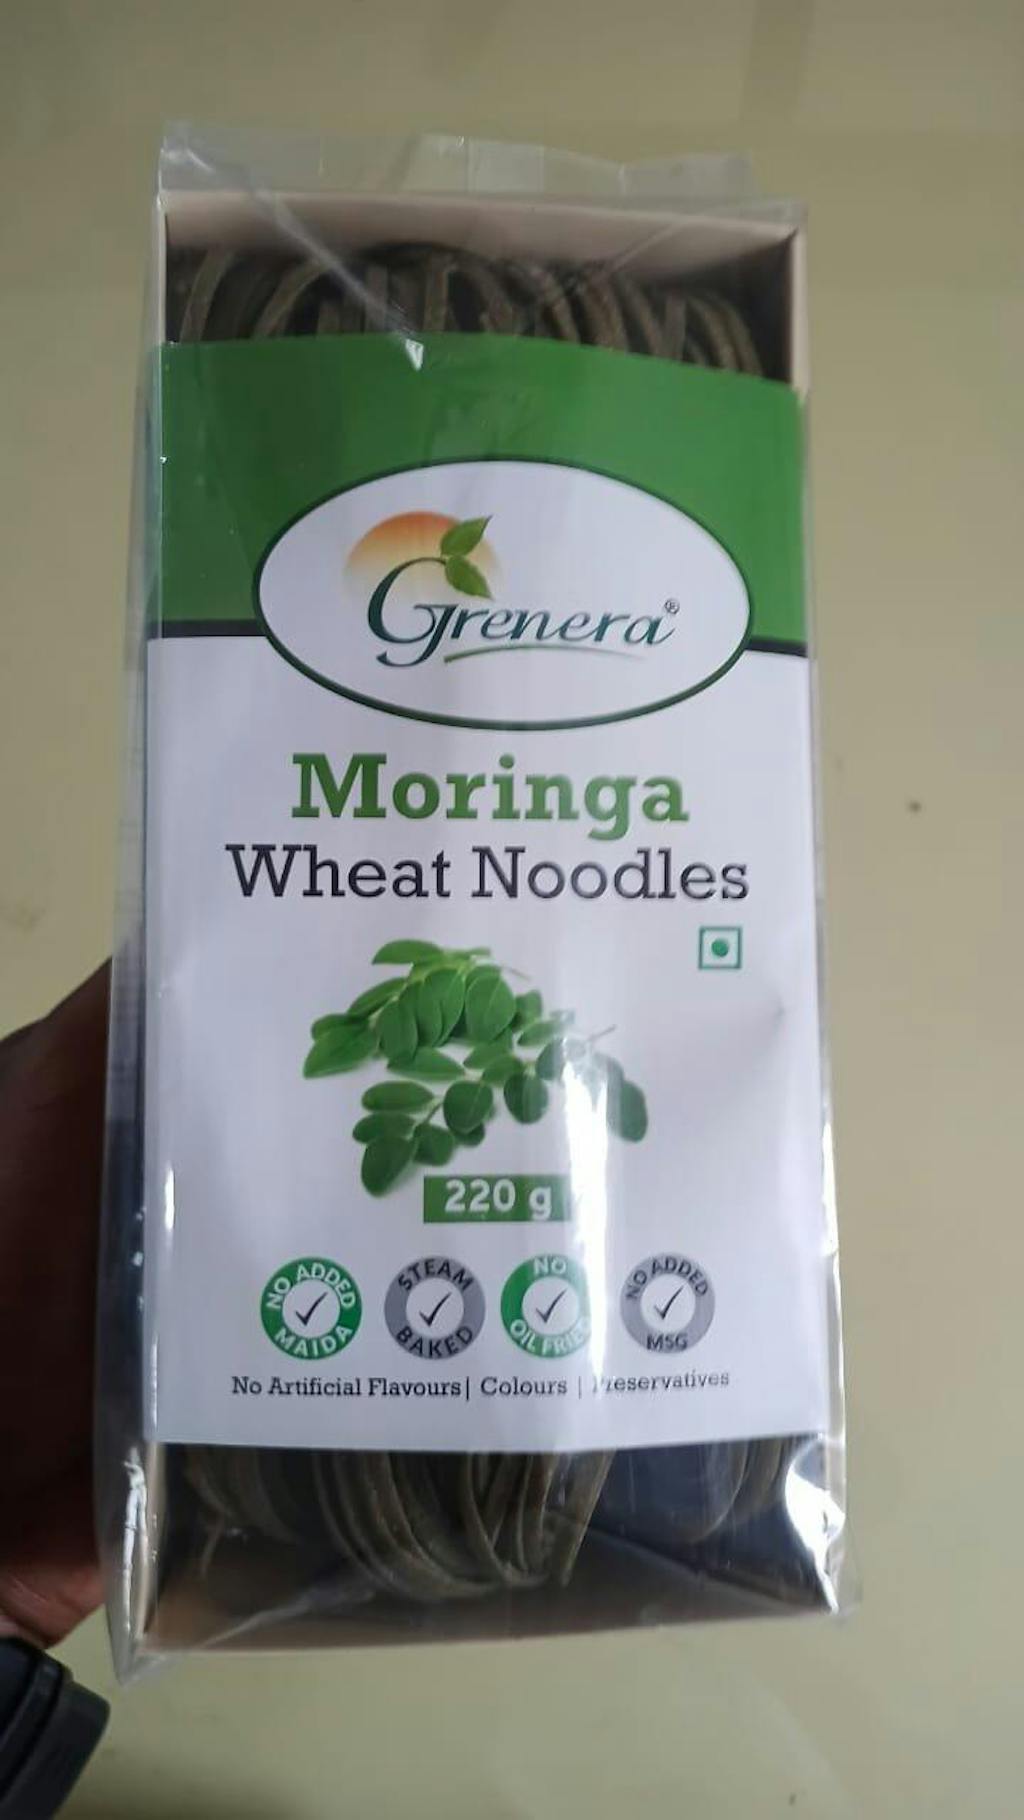 Grenera®
Moringa
Wheat Noodles
220 g
NO ADDED MAIDA
STEAM BAKED
NO OIL FRIED
NO ADDED MSG
No Artificial Flavours| Colours | Preservatives